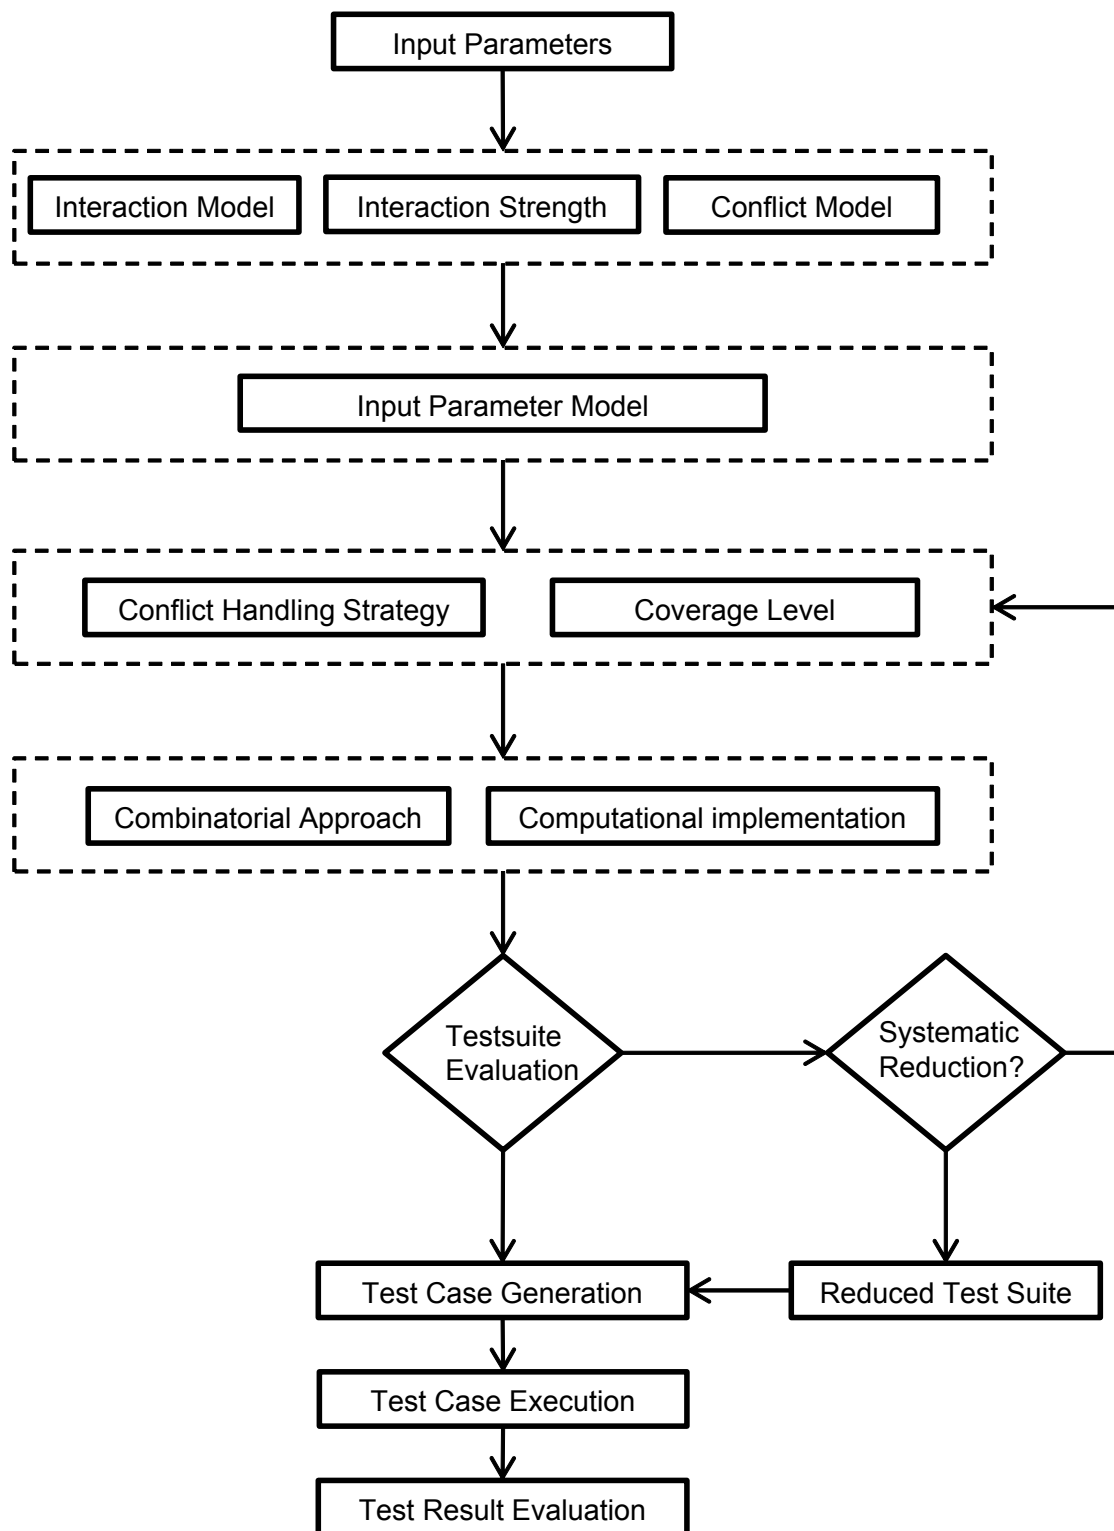 Input Parameters
Interaction Model
Interaction Strength
Conflict Model
Input Parameter Model
Conflict Handling Strategy
Coverage Level
Combinatorial Approach
Computational implementation
Testsuite
Evaluation
Systematic
Reduction?
Test Case Generation
Reduced Test Suite
Test Case Execution
Test Result Evaluation